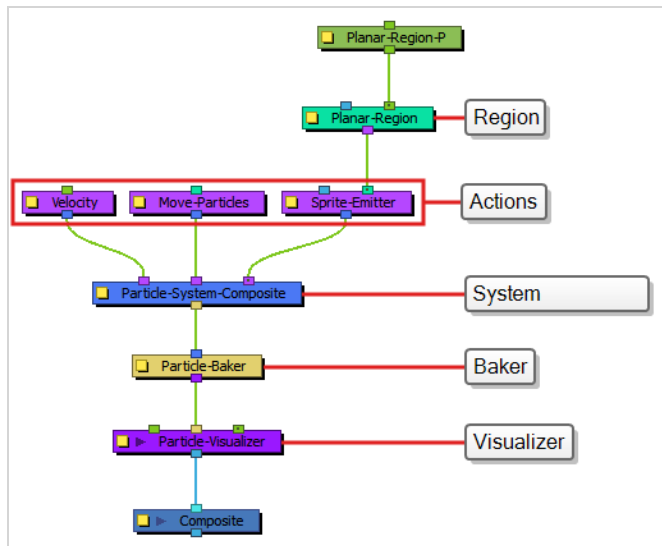 Planar-Region-P
Planar-Region
Region
Velocity
Move-Particles
Sprite-Emitter
Actions
Particle-System-Composite
System
Particle-Baker
Baker
Particle-Visualizer
Visualizer
Composite